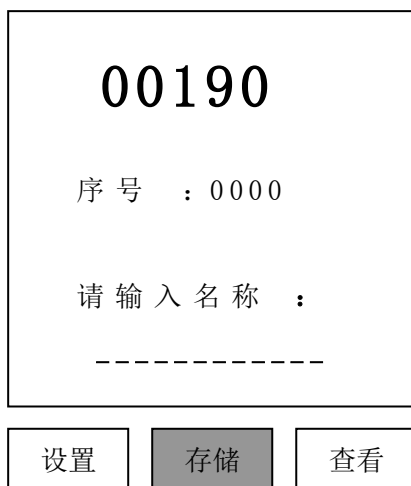 00190
序号 :0000
请输入名称 :
------------
设置 存储 查看